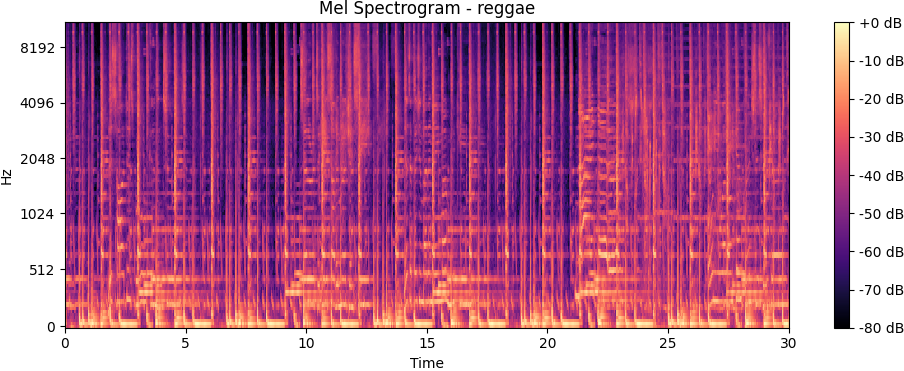 Mel Spectrogram - reggae
Hz
8192
4096
2048
1024
512
0
0 5 10 15 20 25 30
Time
+0 dB
-10 dB
-20 dB
-30 dB
-40 dB
-50 dB
-60 dB
-70 dB
-80 dB